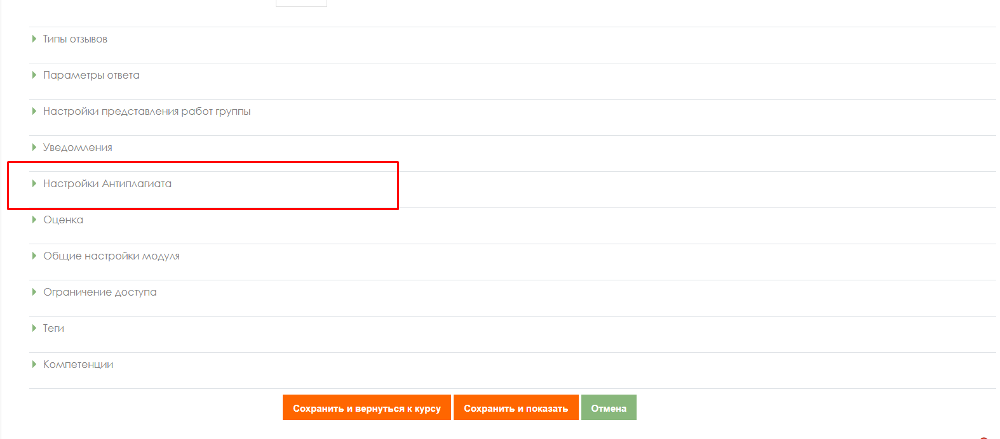 Типы отзывов
Параметры ответа
Настройки представления работ группы
Уведомления
Настройки Антиплагиата
Оценка
Общие настройки модуля
Ограничение доступа
Теги
Компетенции
Сохранить и вернуться к курсу Сохранить и показать Отмена